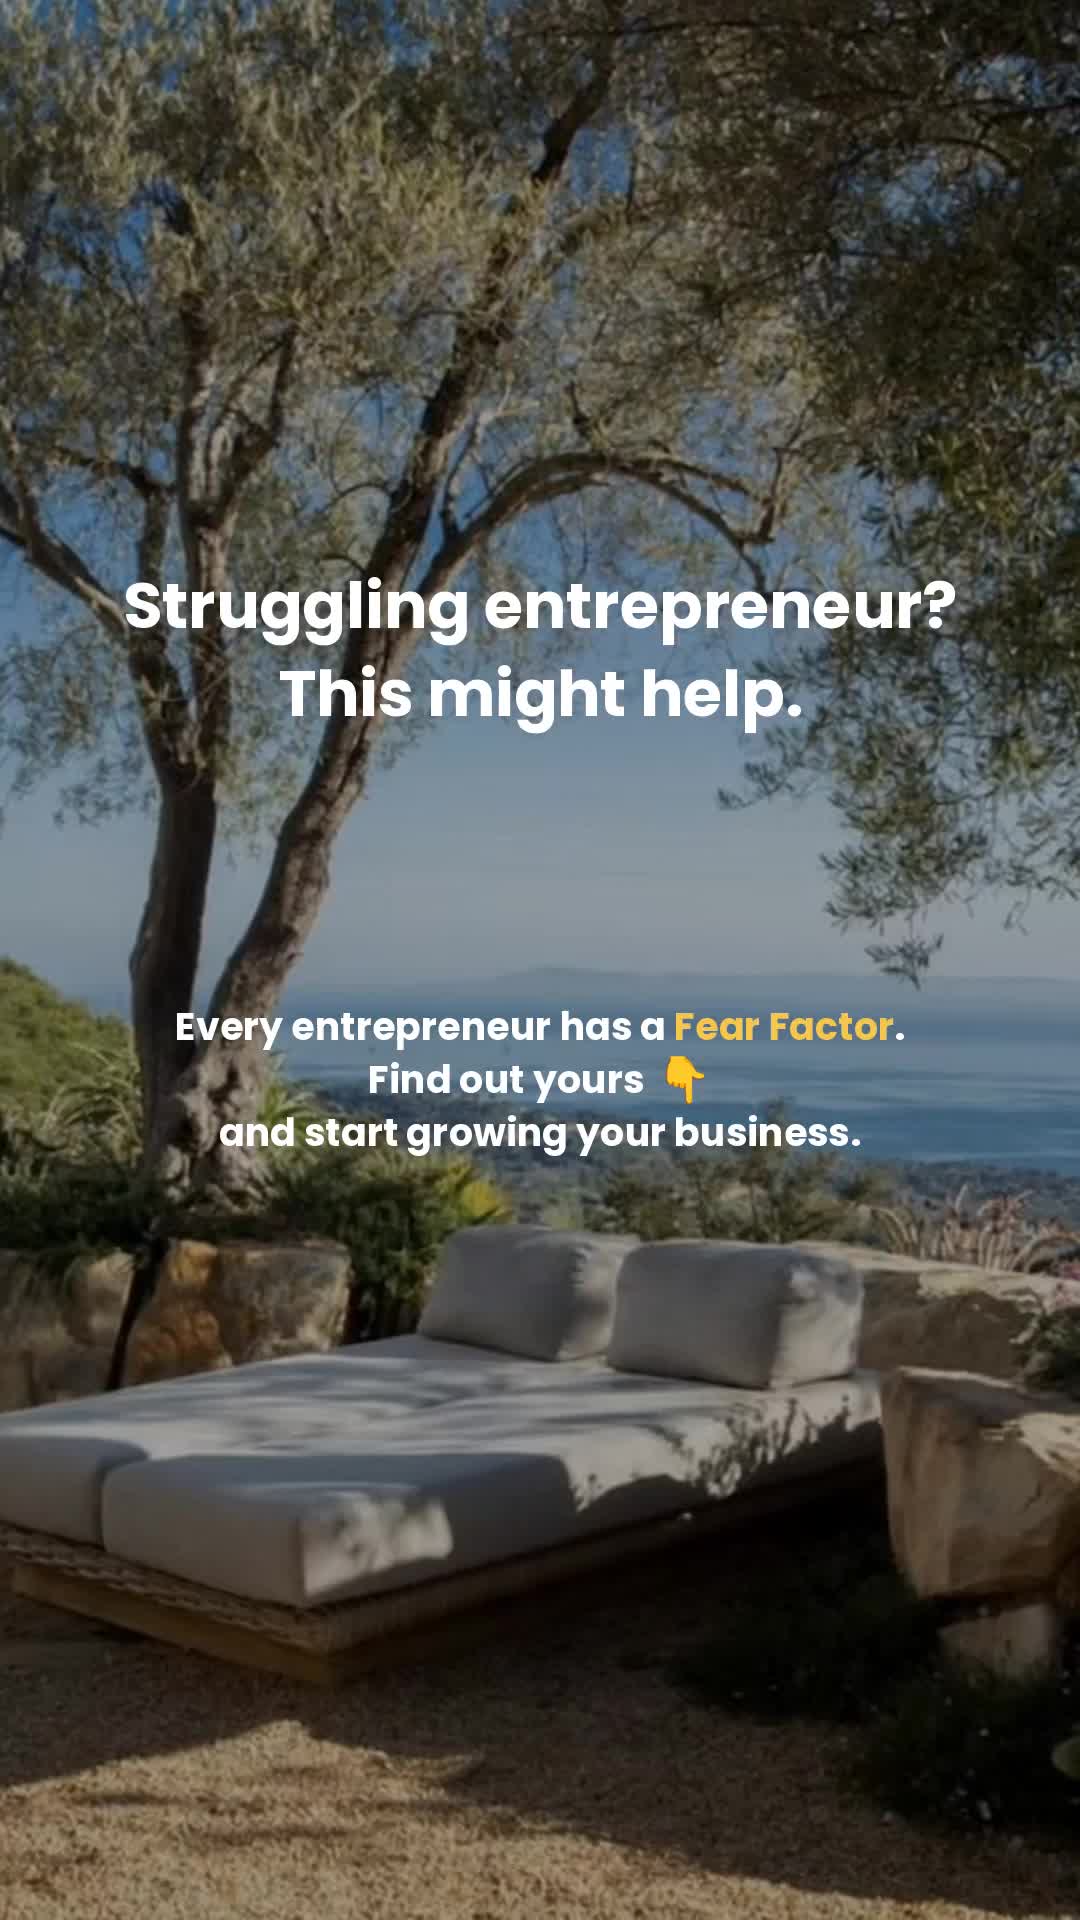 Struggling entrepreneur?
This might help.
Every entrepreneur has a Fear Factor.
Find out yours 👇
and start growing your business.